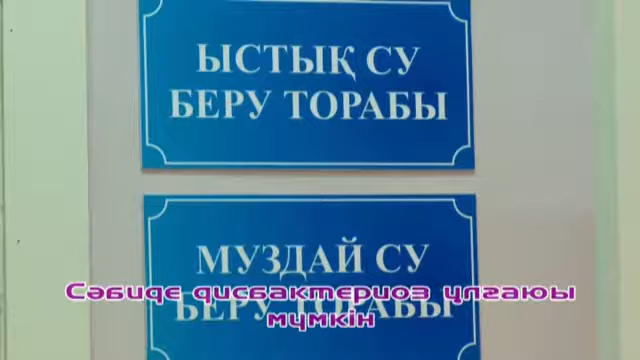 ЫСТЫҚ СУ
БЕРУ ТОРАБЫ
МУЗДАЙ СУ
БЕРУ ТОРАБЫ
Сәбиде дисбактериоз ұлғаюы
мүмкін